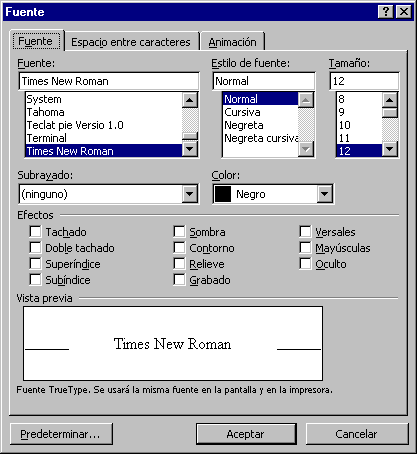 Fuente
Fuente Espacio entre caracteres Animación
Fuente: Estilo de fuente: Tamaño:
Times New Roman Normal 12
System Normal 8
Tahoma Cursiva 9
Teclat pie Versio 1.0 Negreta 10
Terminal Negreta cursiva 11
Times New Roman 12
Subrayado: Color:
(ninguno) Negro
Efectos
Tachado Sombra Versales
Doble tachado Contorno Mayúsculas
Superíndice Relieve Oculto
Subíndice Grabado
Vista previa
Times New Roman
Fuente TrueType. Se usará la misma fuente en la pantalla y en la impresora.
Predeterminar... Aceptar Cancelar